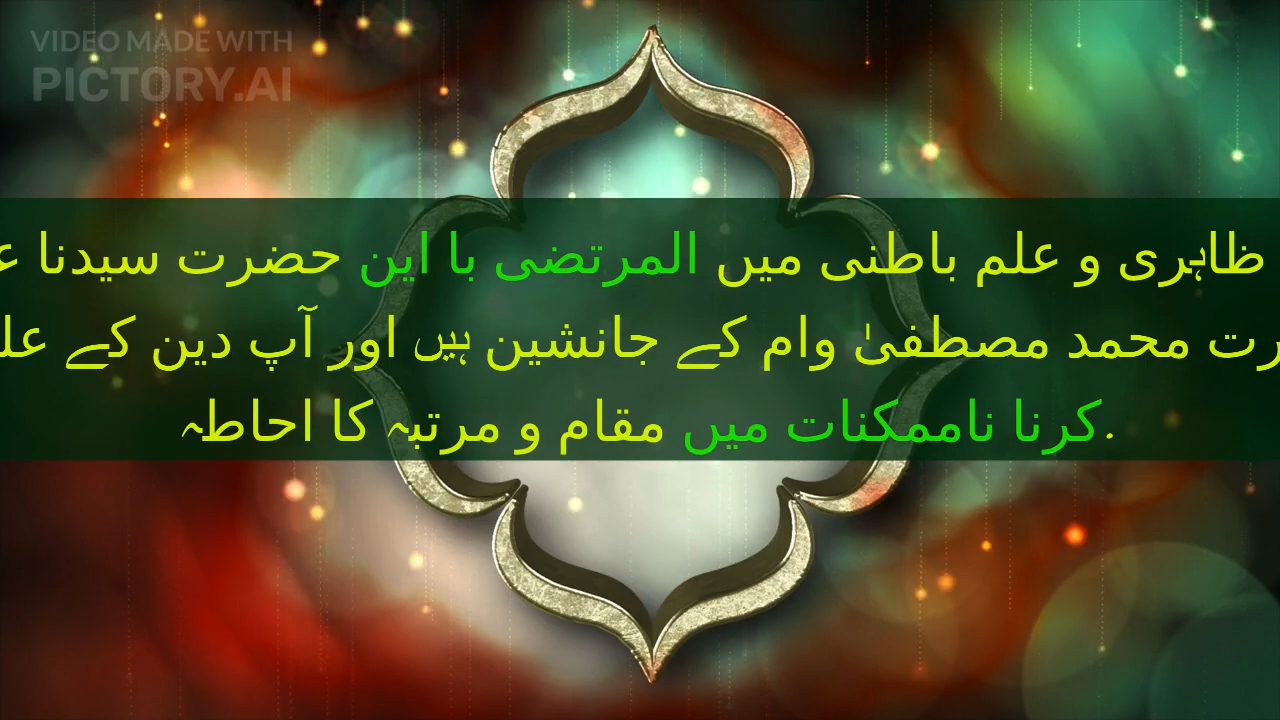 VIDEO MADE WITH
PICTORY.AI
ظاہری و علم باطنی میں المرتضی با این حضرت سیدنا
محمد مصطفیٰ وام کے جانشین ہیں اور آپ دین کے
.کرنا ناممکنات میں مقام و مرتبہ کا احاطہ